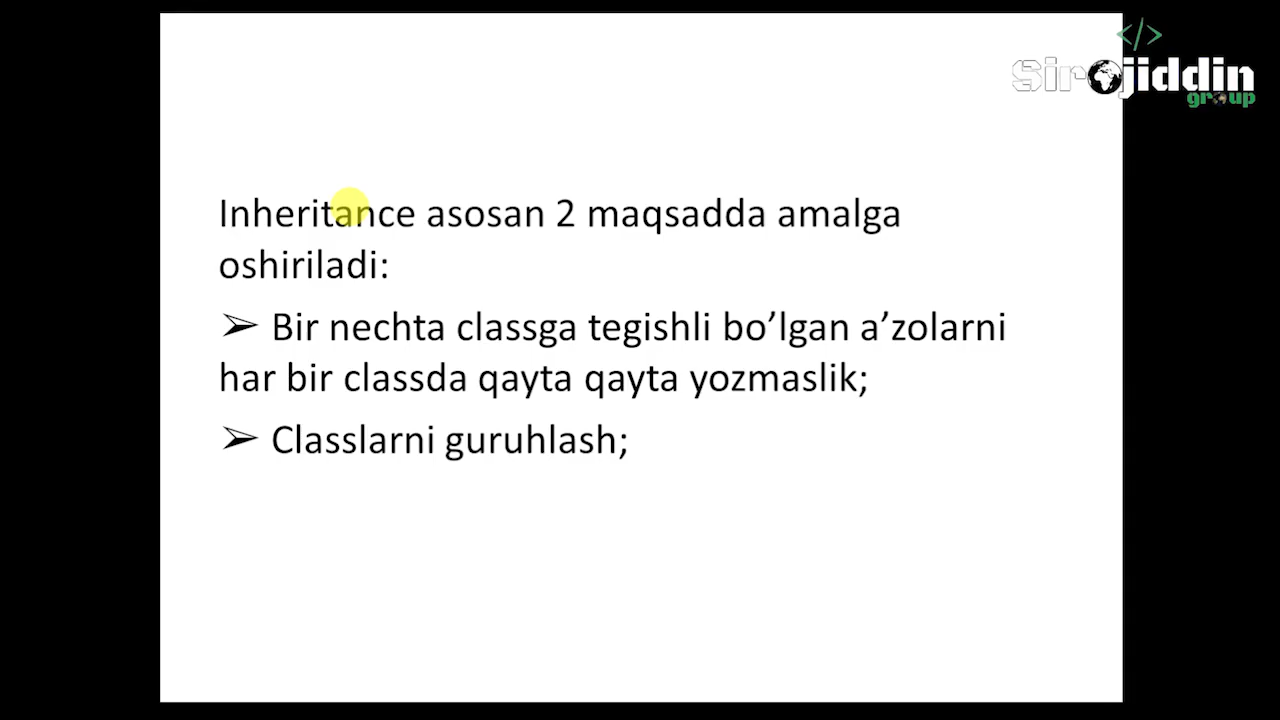 </>
Sirojiddin
group
Inheritance asosan 2 maqsadda amalga
oshiriladi:
➢ Bir nechta classga tegishli bo’lgan a’zolarni
har bir classda qayta qayta yozmaslik;
➢ Classlarni guruhlash;